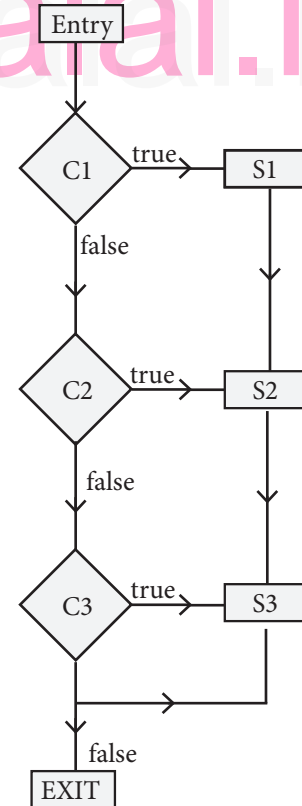 Entry
C1
true
S1
false
C2
true
S2
false
C3
true
S3
false
EXIT